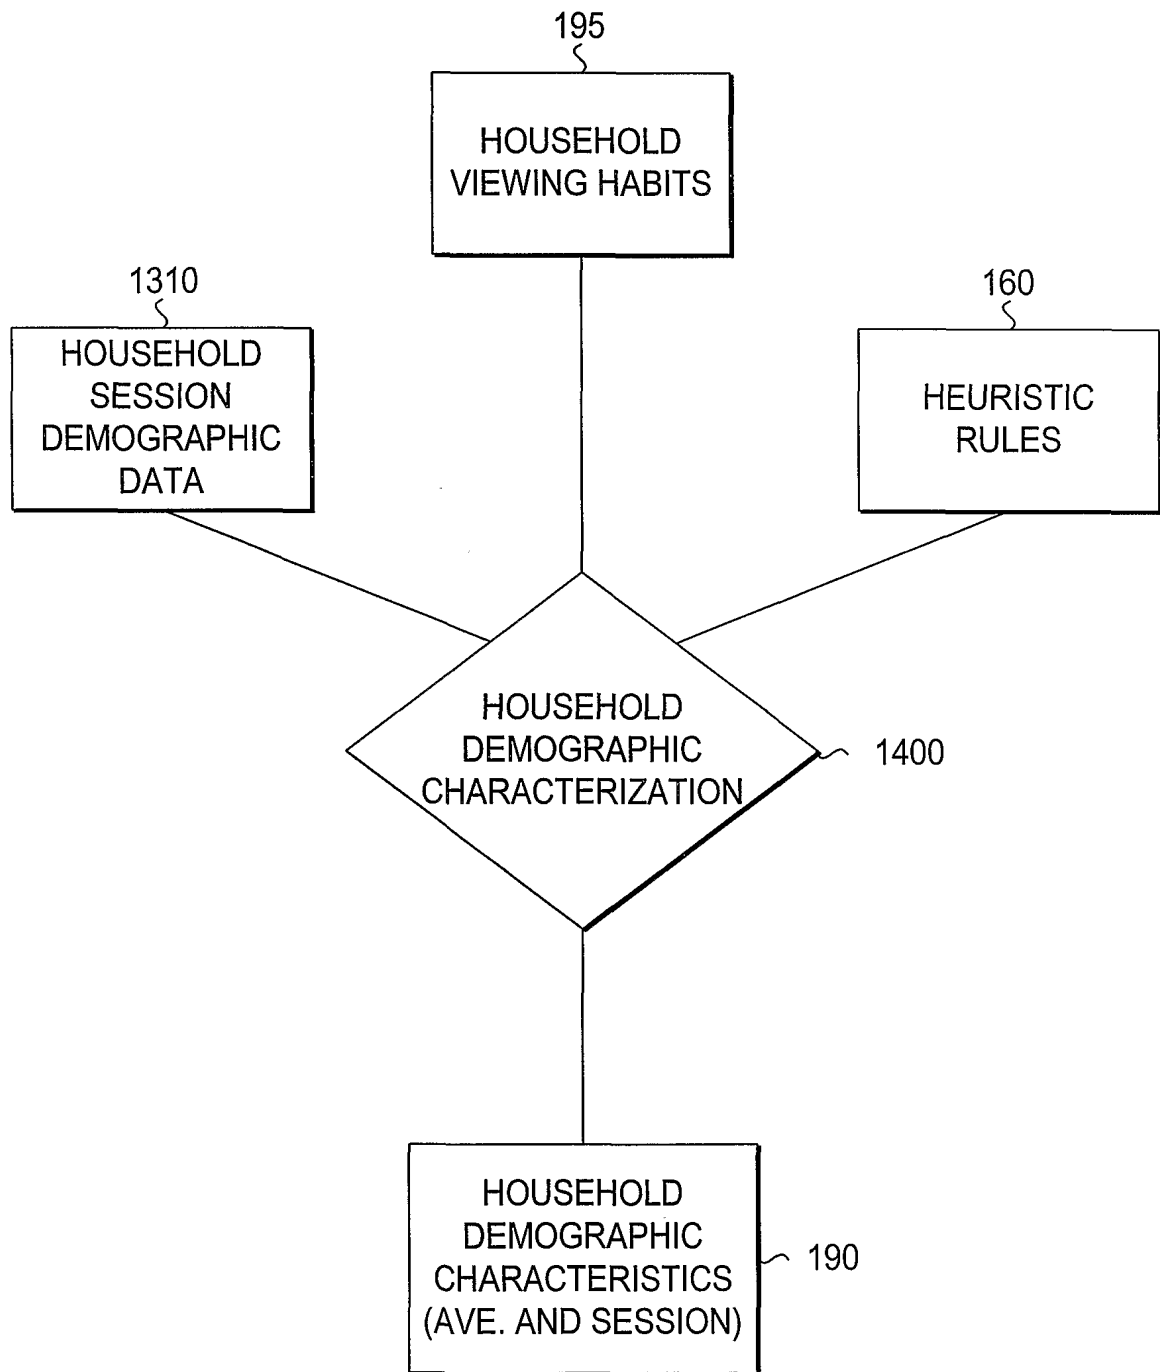 195
HOUSEHOLD
VIEWING HABITS
1310
HOUSEHOLD
SESSION
DEMOGRAPHIC
DATA
160
HEURISTIC
RULES
HOUSEHOLD
DEMOGRAPHIC
CHARACTERIZATION
1400
HOUSEHOLD
DEMOGRAPHIC
CHARACTERISTICS
(AVE. AND SESSION)
190